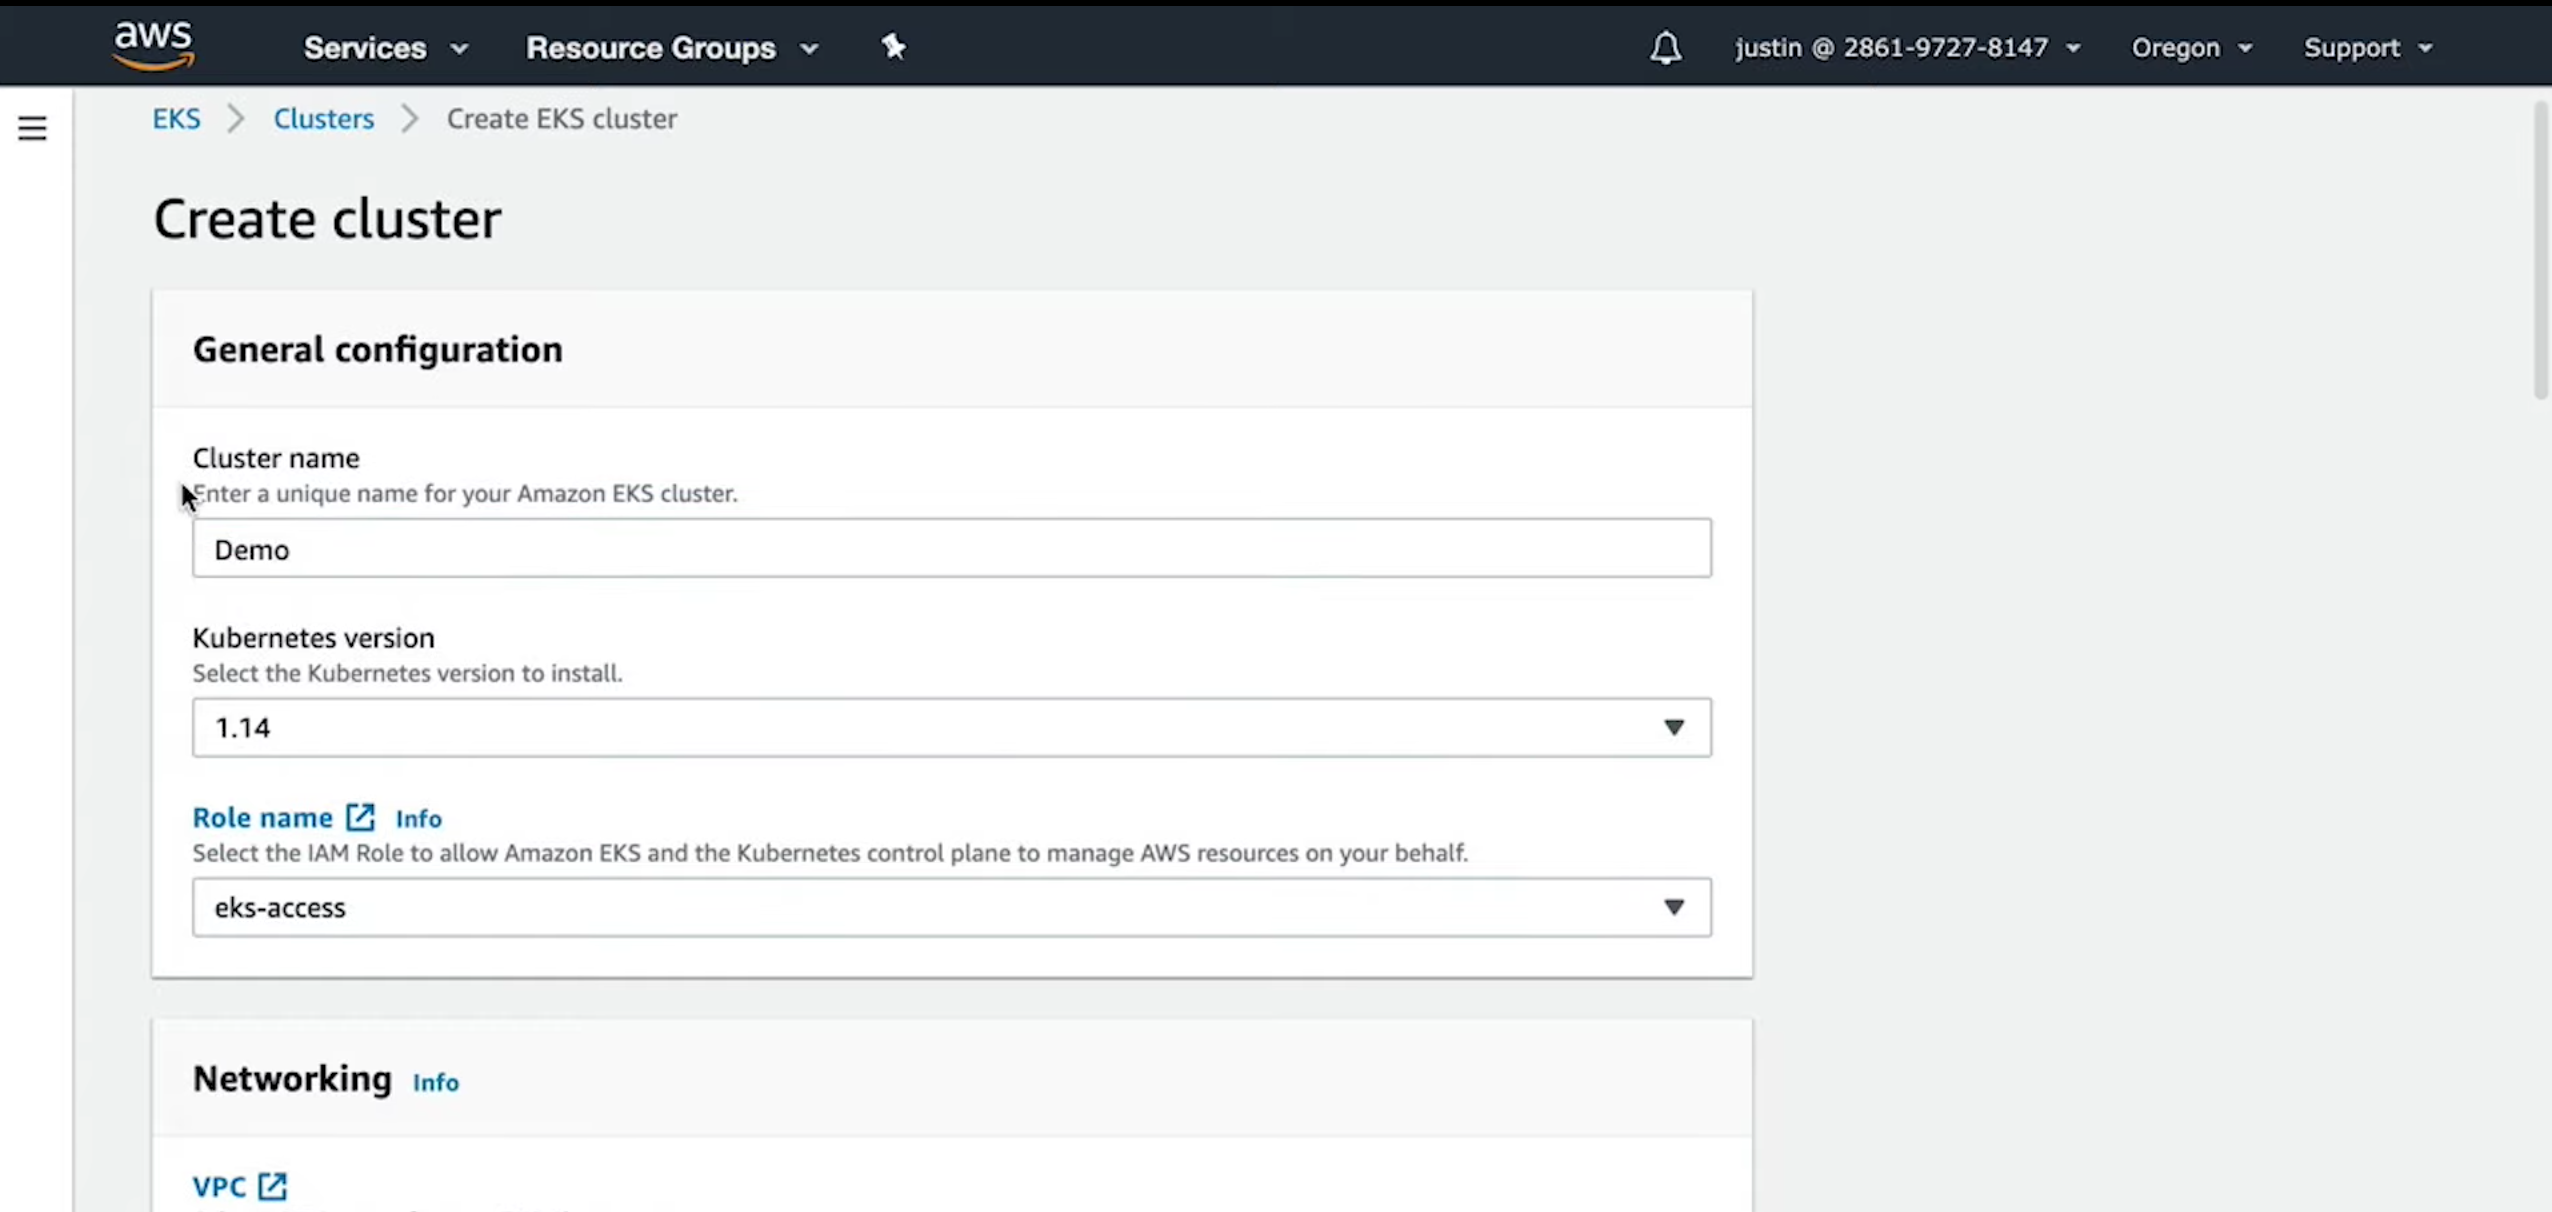 aws Services Resource Groups justin @ 2861-9727-8147 Oregon Support
EKS Clusters Create EKS cluster
Create cluster
General configuration
Cluster name
Enter a unique name for your Amazon EKS cluster.
Demo
Kubernetes version
Select the Kubernetes version to install.
1.14
Role name Info
Select the IAM Role to allow Amazon EKS and the Kubernetes control plane to manage AWS resources on your behalf.
eks-access
Networking Info
VPC